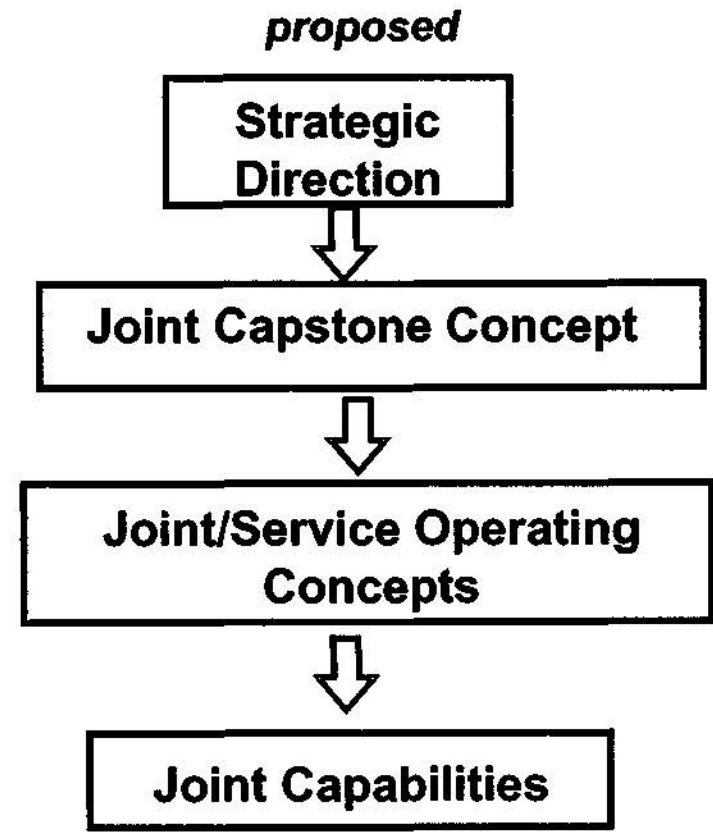 proposed
Strategic
Direction
Joint Capstone Concept
Joint/Service Operating
Concepts
Joint Capabilities